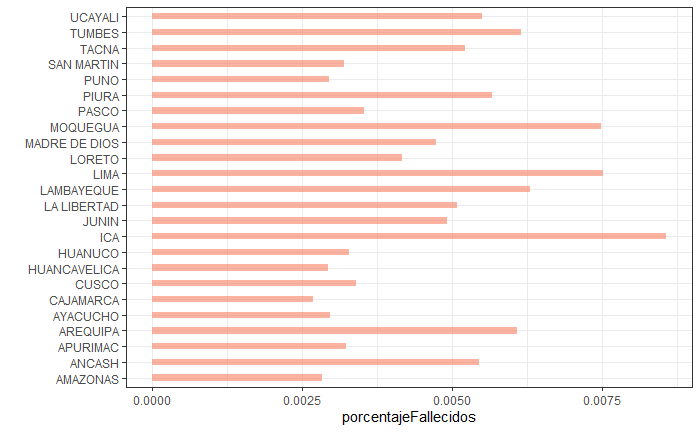 UCAYALI
TUMBES
TACNA
SAN MARTIN
PUNO
PIURA
PASCO
MOQUEGUA
MADRE DE DIOS
LORETO
LIMA
LAMBAYEQUE
LA LIBERTAD
JUNIN
ICA
HUANUCO
HUANCAVELICA
CUSCO
CAJAMARCA
AYACUCHO
AREQUIPA
APURIMAC
ANCASH
AMAZONAS
0.0000 0.0025 0.0050 0.0075
porcentajeFallecidos